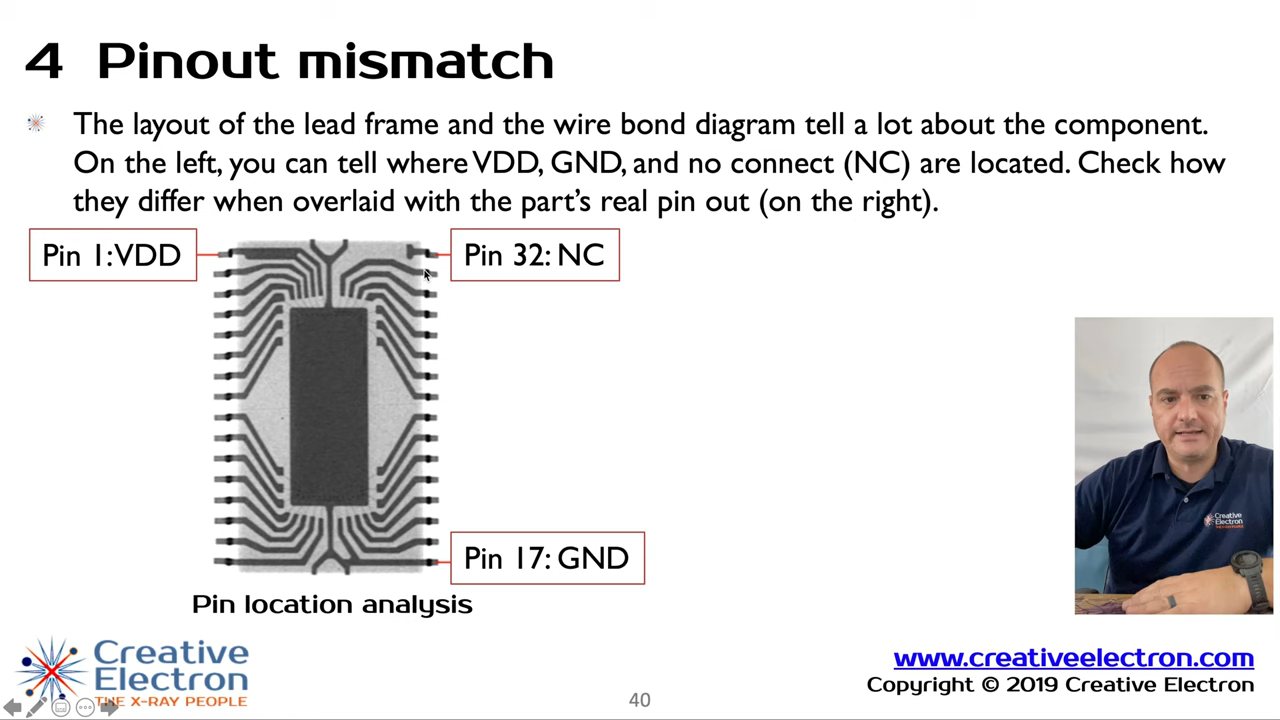 4 Pinout mismatch
The layout of the lead frame and the wire bond diagram tell a lot about the component.
On the left, you can tell where VDD, GND, and no connect (NC) are located. Check how
they differ when overlaid with the part's real pin out (on the right).
Pin 1: VDD
Pin 32: NC
Pin 17: GND
Pin location analysis
Creative
Electron
Creative
Electron
THE X-RAY PEOPLE
40
www.creativeelectron.com
Copyright © 2019 Creative Electron